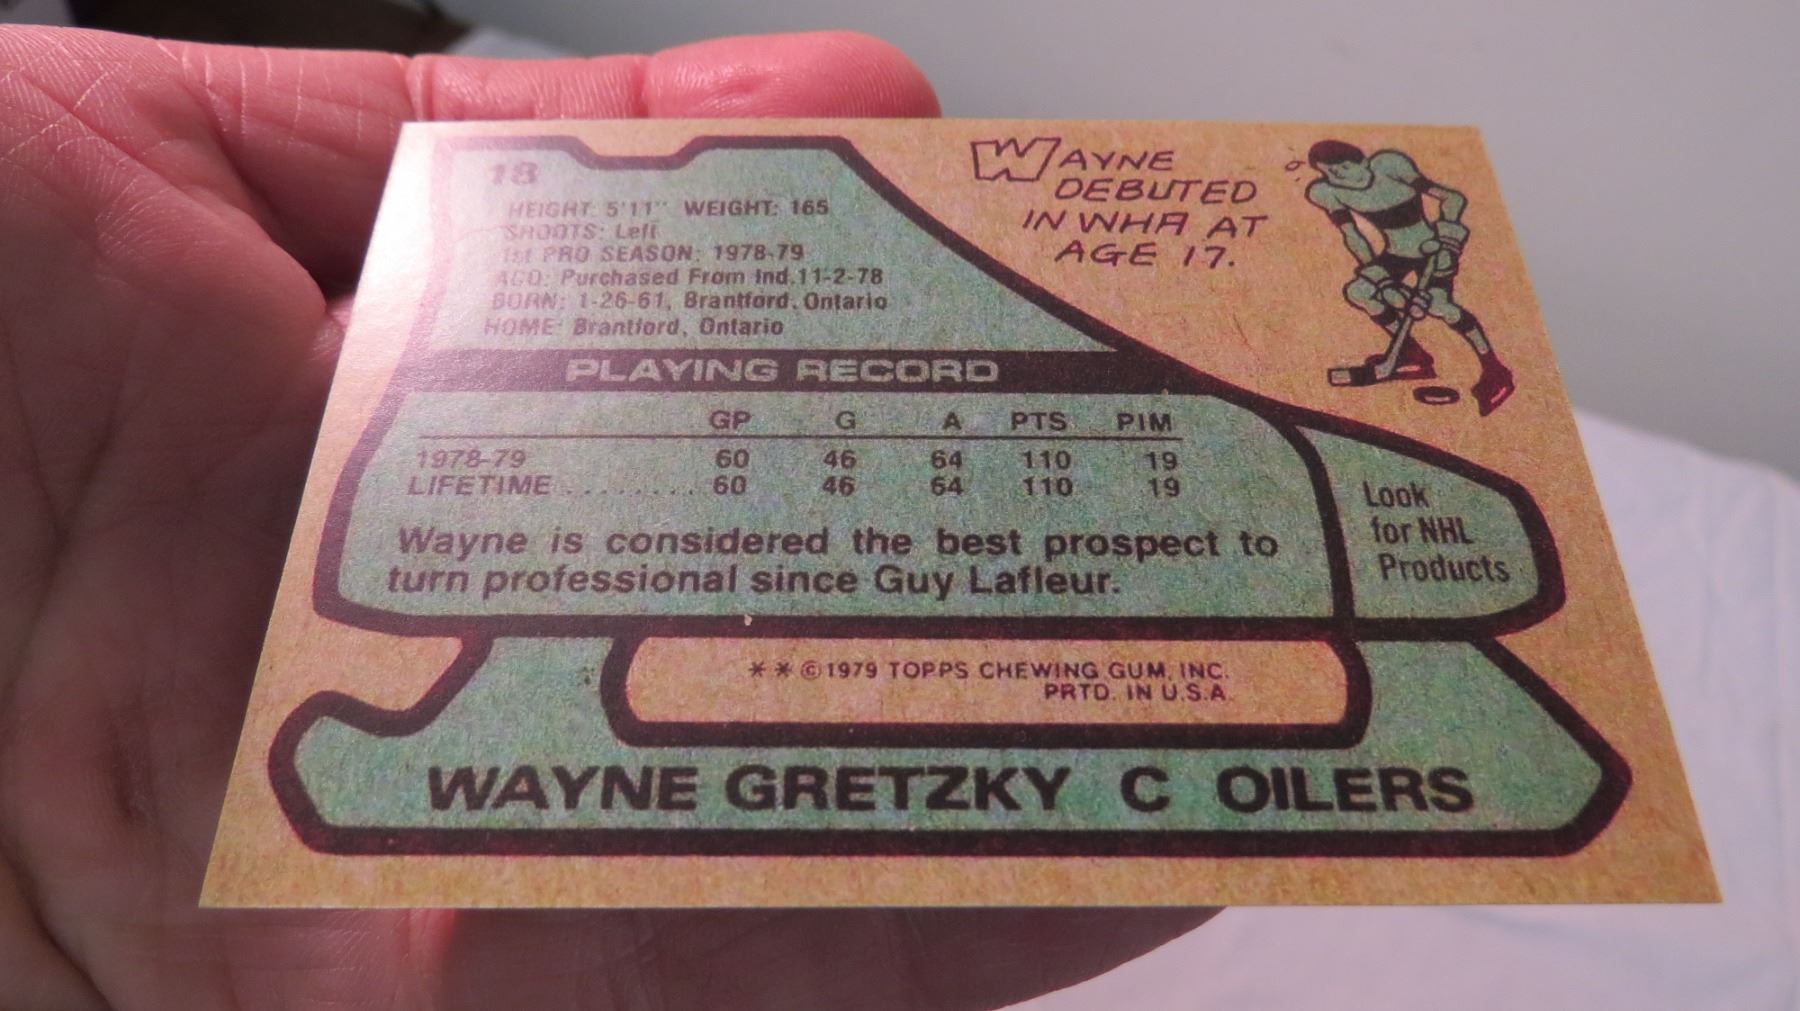 18
HEIGHT: 5'11" WEIGHT: 165
SHOOTS: Left
1st PRO SEASON: 1978-79
ACQ: Purchased From Ind.11-2-78
BORN: 1-26-61, Brantford, Ontario
HOME: Brantford, Ontario
WAYNE
DEBUTED
IN WHA AT
AGE 17.
PLAYING RECORD
GP G A PTS PIM
1978-79 60 46 64 110 19
LIFETIME ......... 60 46 64 110 19
Wayne is considered the best prospect to
turn professional since Guy Lafleur.
Look
for NHL
Products
** ©1979 TOPPS CHEWING GUM, INC.
PRTD. IN U.S.A.
WAYNE GRETZKY C OILERS